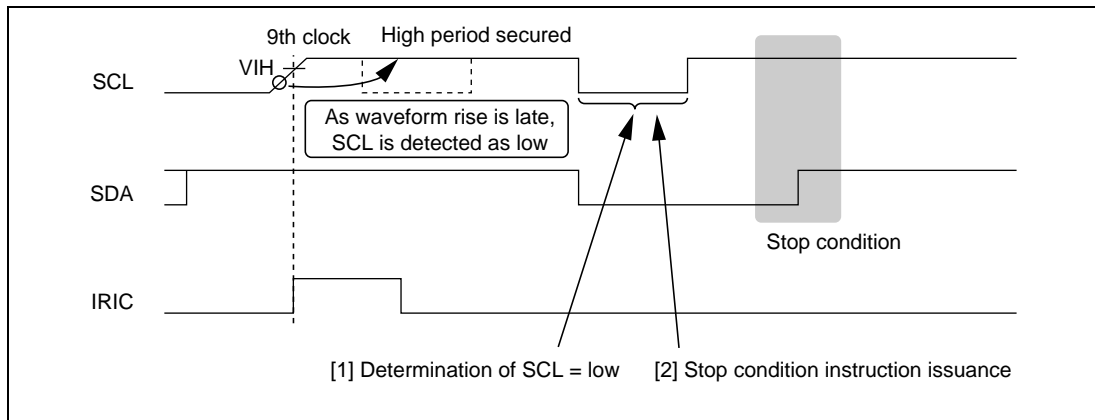 9th clock
High period secured
VIH
SCL
As waveform rise is late,
SCL is detected as low
SDA
Stop condition
IRIC
[1] Determination of SCL = low
[2] Stop condition instruction issuance